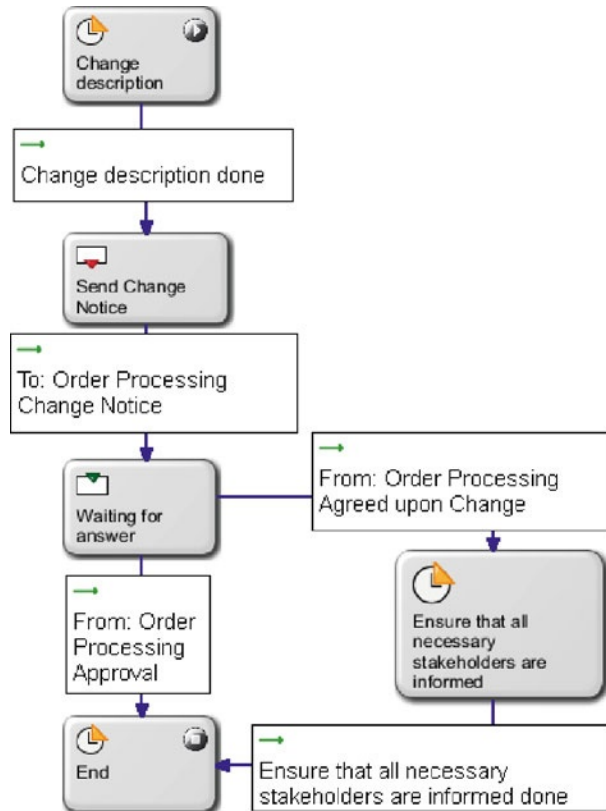 Change
description
Change description done
Send Change
Notice
To: Order Processing
Change Notice
Waiting for
answer
From: Order Processing
Agreed upon Change
From: Order
Processing
Approval
Ensure that all
necessary
stakeholders are
informed
End
Ensure that all necessary
stakeholders are informed done